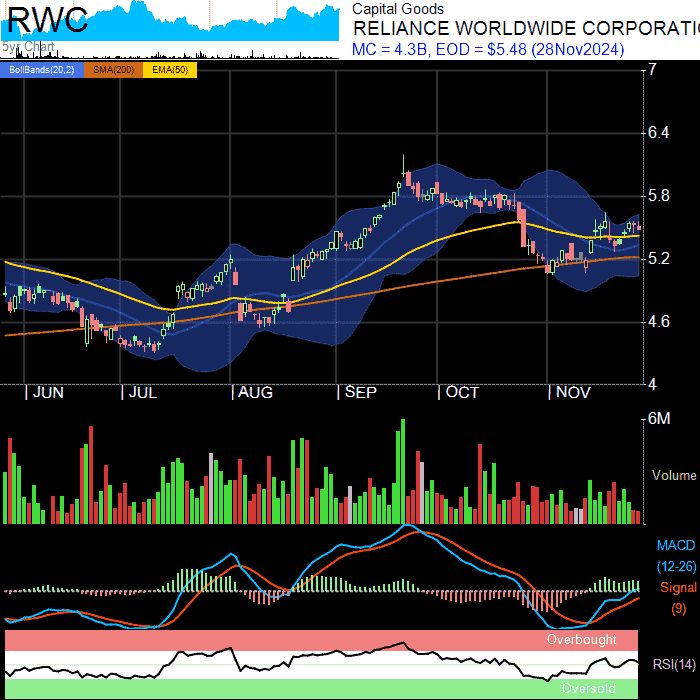 RWC
5yr Chart
Capital Goods
RELIANCE WORLDWIDE CORPORATI
MC = 4.3B, EOD = $5.48 (28Nov2024)
BollBands(20,2) SMA(200) EMA(50)
7
6.4
5.8
5.2
4.6
4
JUN JUL AUG SEP OCT NOV
6M
Volume
MACD
(12-26)
Signal
(9)
Overbought
RSI(14)
Oversold